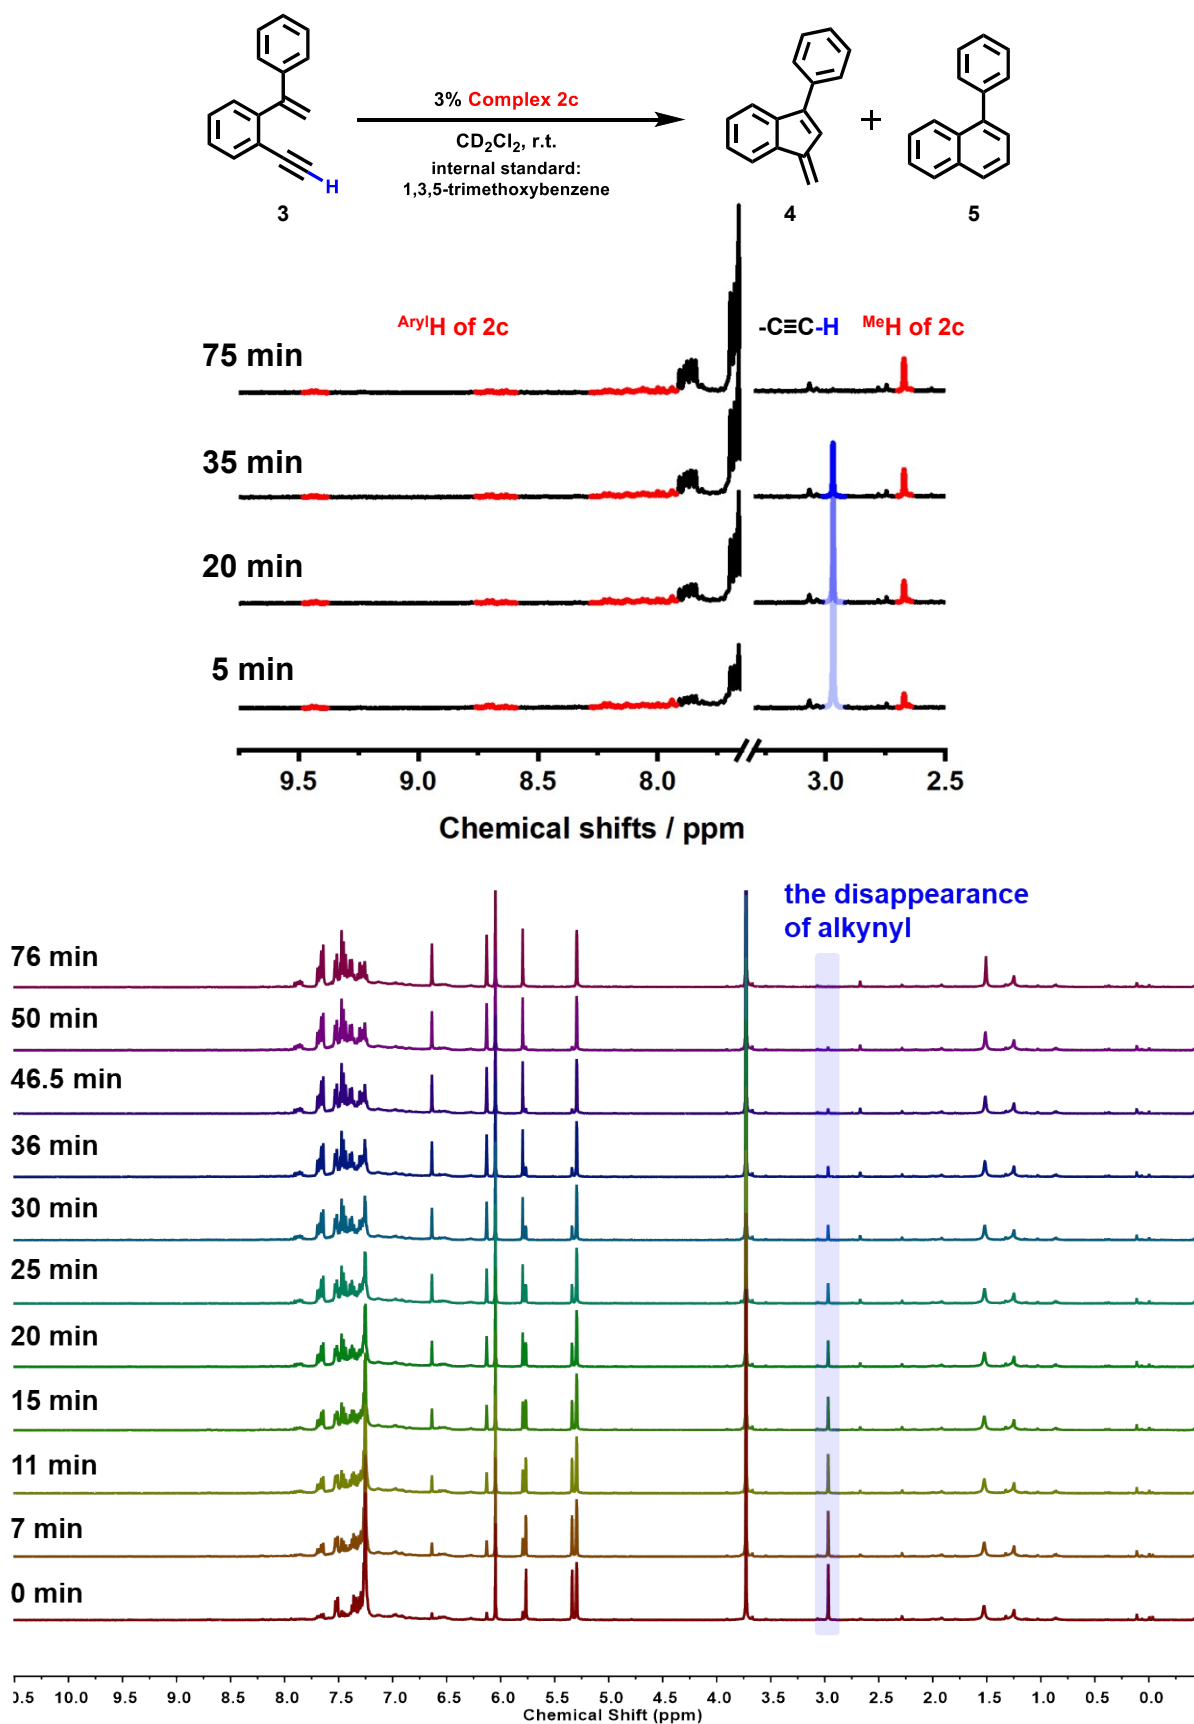 3% Complex 2c
CD₂Cl₂, r.t.
internal standard:
1,3,5-trimethoxybenzene
H
+
3
4
5
ArylH of 2c
-C≡C-H
MeH of 2c
75 min
35 min
20 min
5 min
9.5 9.0 8.5 8.0 3.0 2.5
Chemical shifts / ppm
the disappearance
of alkynyl
76 min
50 min
46.5 min
36 min
30 min
25 min
20 min
15 min
11 min
7 min
0 min
0.5 10.0 9.5 9.0 8.5 8.0 7.5 7.0 6.5 6.0 5.5 5.0 4.5 4.0 3.5 3.0 2.5 2.0 1.5 1.0 0.5 0.0
Chemical Shift (ppm)